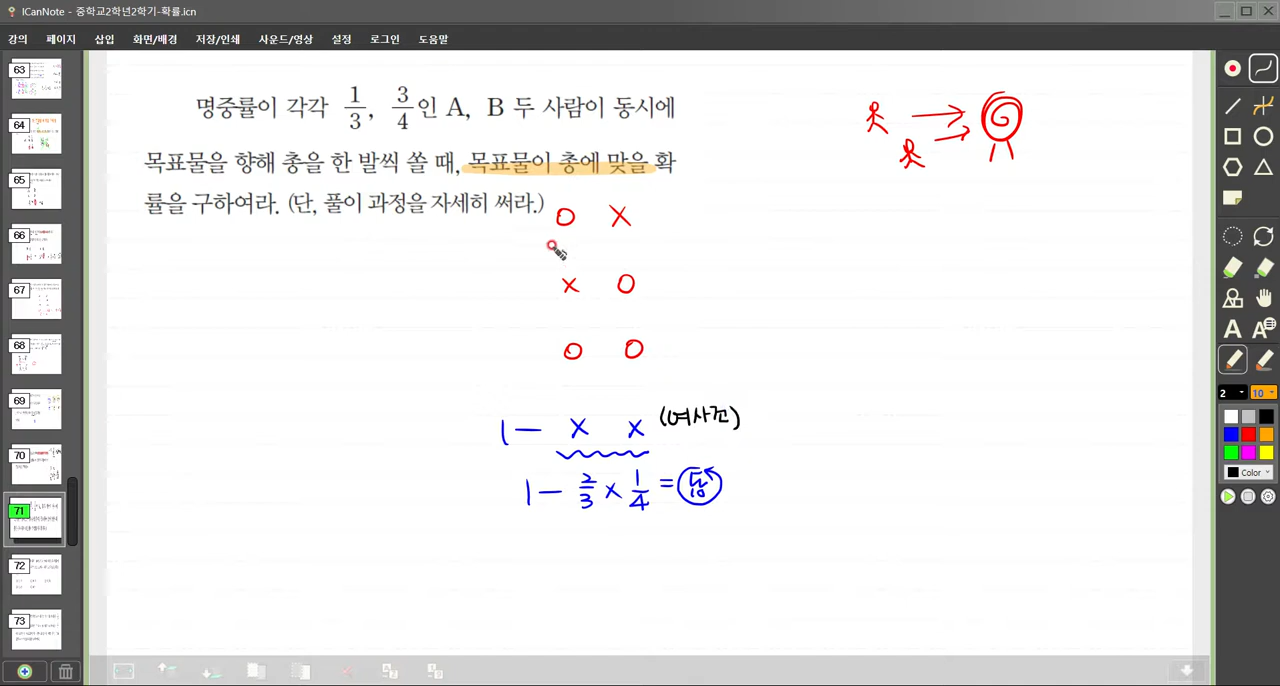 ICanNote - 중학교2학년2학기-확률.icn
강의 페이지 삽입 화면/배경 저장/인쇄 사운드/영상 설정 로그인 도움말
63
64
65
66
67
68
69
70
71
72
73
명중률이 각각 1/3, 3/4인 A, B 두 사람이 동시에
목표물을 향해 총을 한 발씩 쏠 때, 목표물이 총에 맞을 확
률을 구하여라. (단, 풀이 과정을 자세히 써라.)
O X
X O
O O
1 - X X (여사건)
1 - 2/3 × 1/4 =
A A
2 10
Color